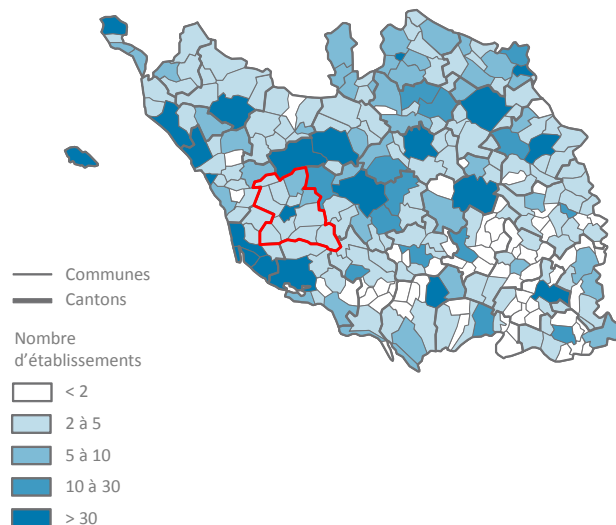 Communes
Cantons
Nombre
d'établissements
< 2
2 à 5
5 à 10
10 à 30
> 30